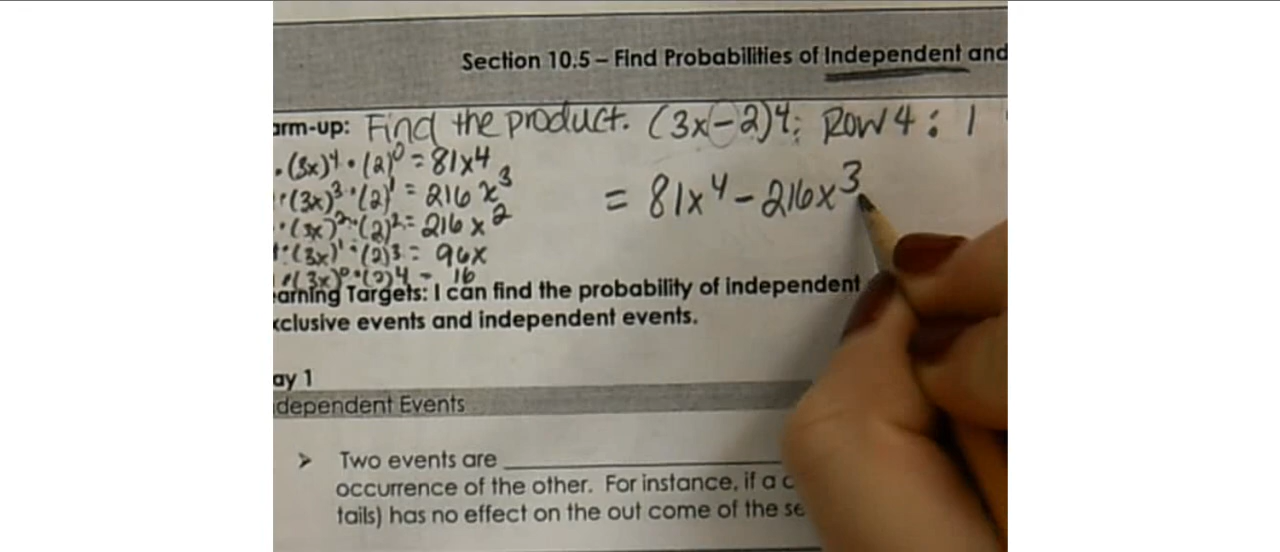 Section 10.5 – Find Probabilities of Independent and
arm-up: Find the product. (3x-2)4: Row 4: 1
•(3x)⁴•(2)⁰ = 81x⁴
•(3x)³•(2)¹ = 216x³
= 81x⁴ - 216x³
•(3x)²•(2)² = 216x²
•(3x)¹•(2)³ = 96x
•(3x)⁰•(2)4 = 16
arning Targets: I can find the probability of independent
xclusive events and independent events.
ay 1
dependent Events
➢ Two events are ____________________
occurrence of the other. For instance, if a c
tails) has no effect on the out come of the se